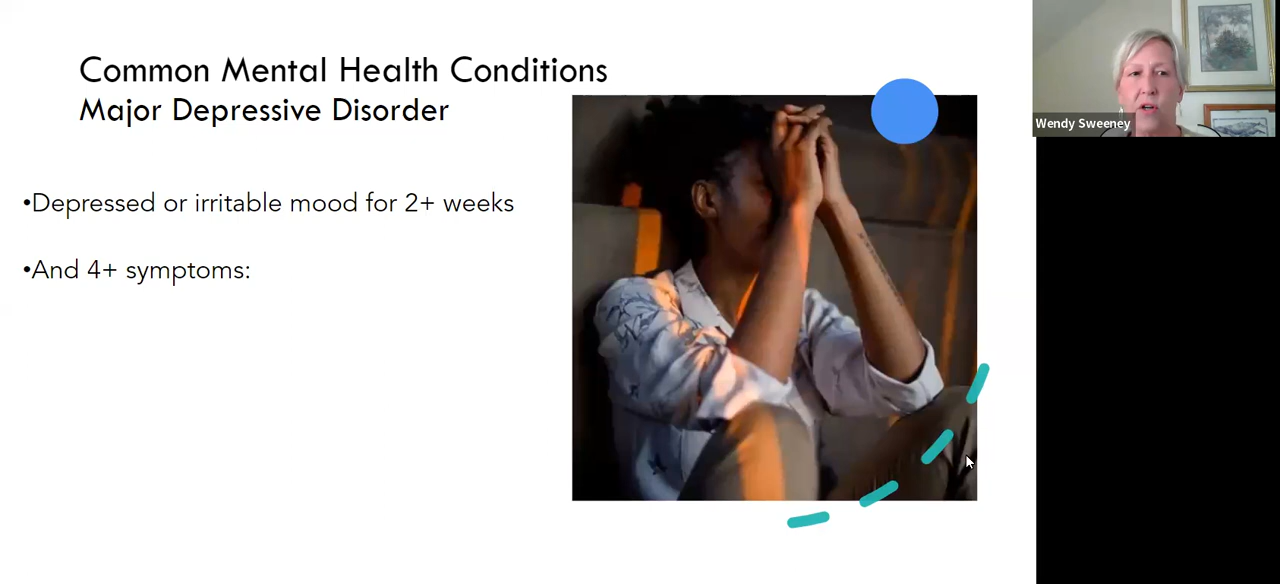 Common Mental Health Conditions
Major Depressive Disorder
•Depressed or irritable mood for 2+ weeks
•And 4+ symptoms:
Wendy Sweeney